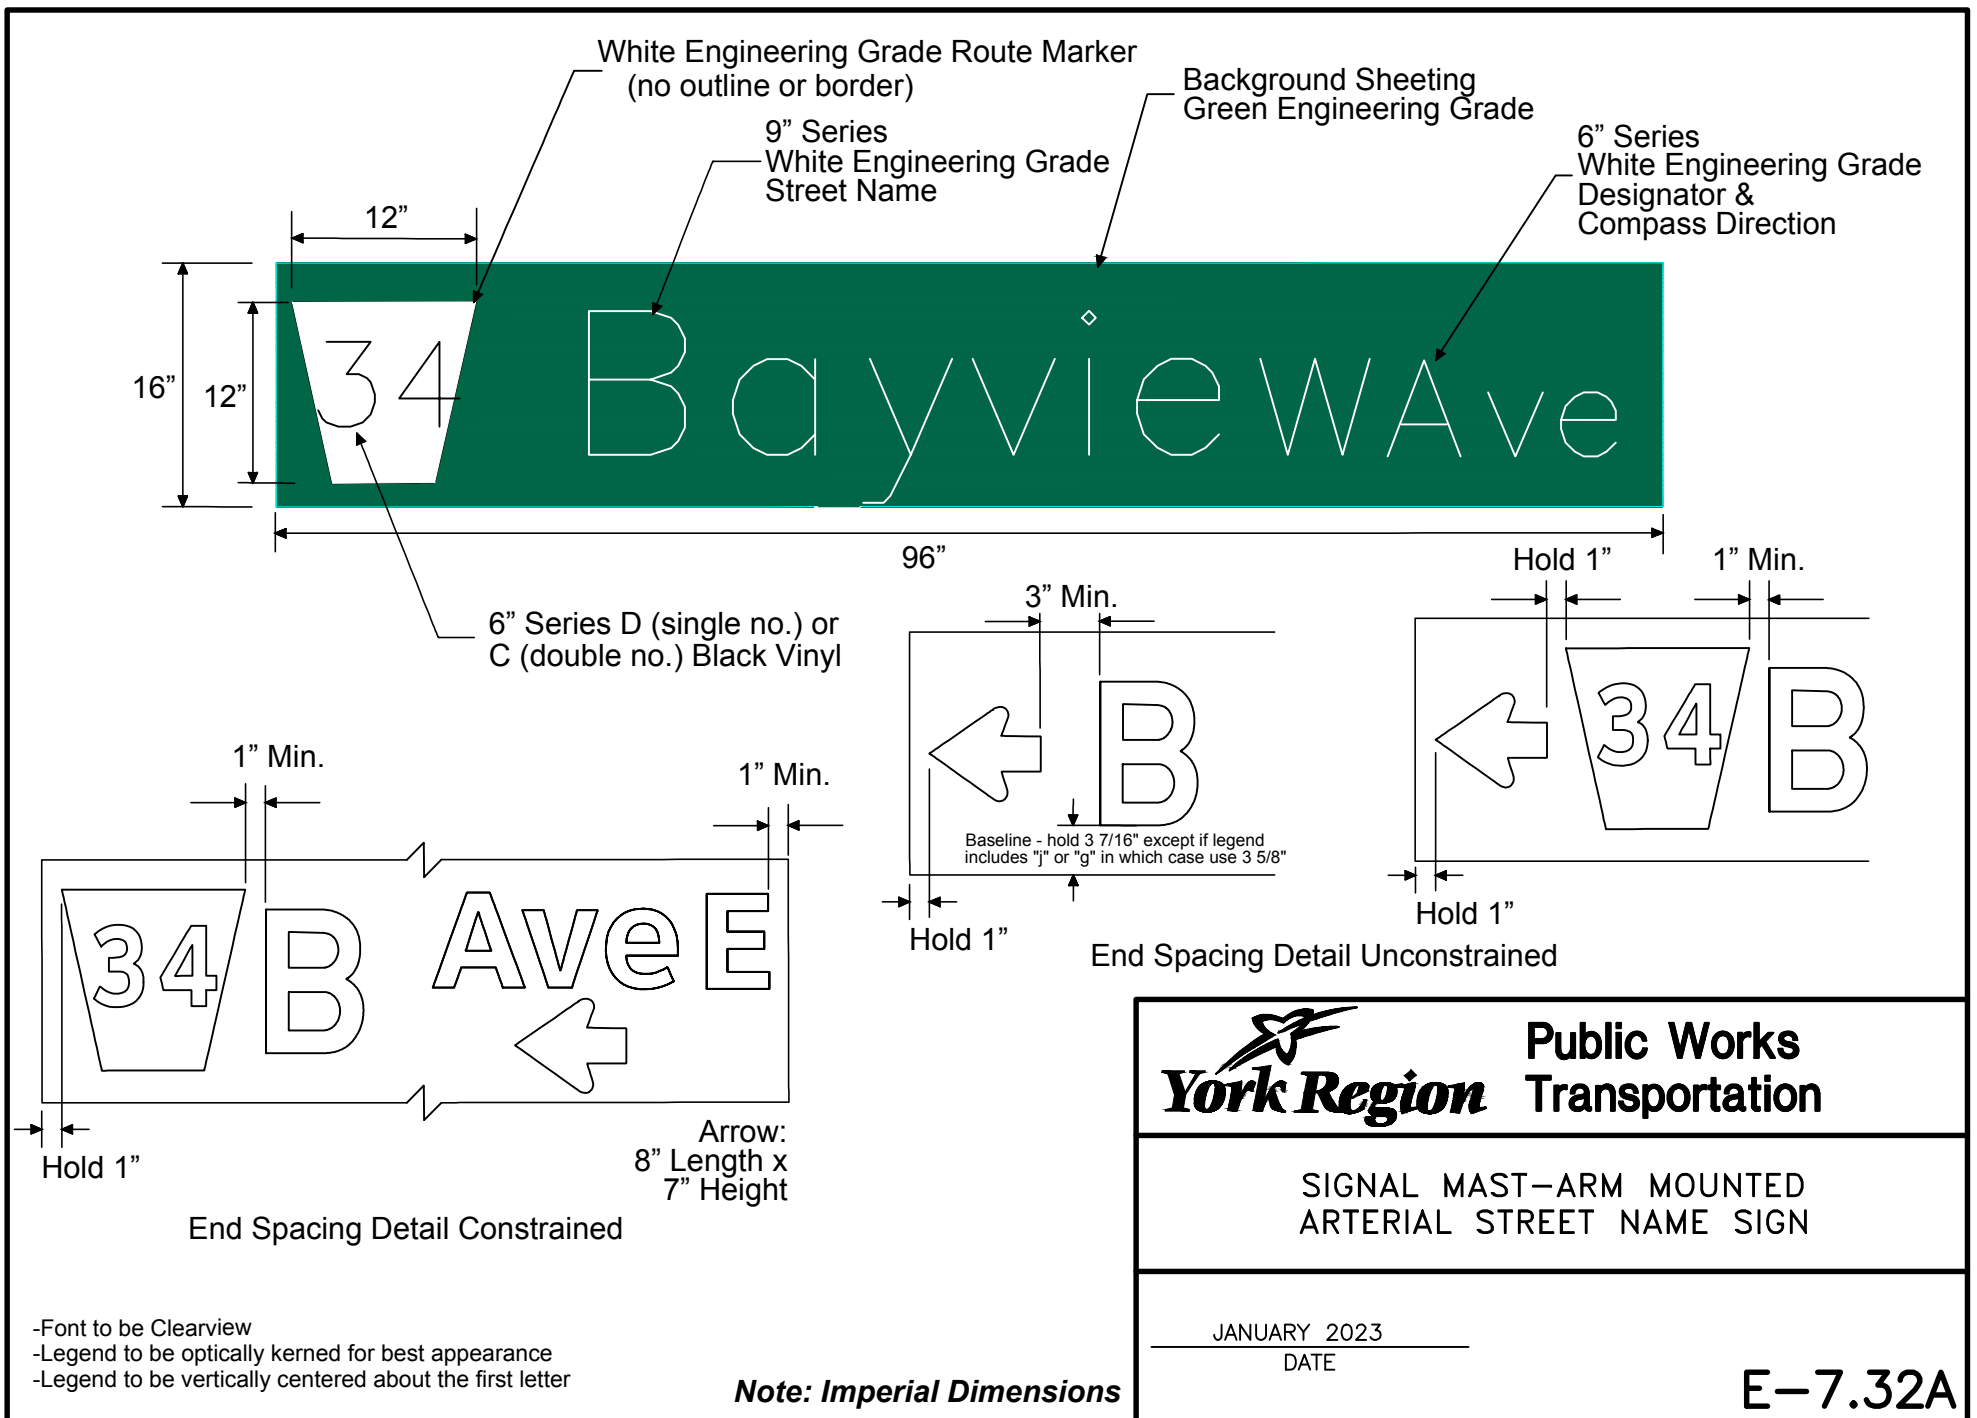 White Engineering Grade Route Marker
(no outline or border)
Background Sheeting
Green Engineering Grade
9” Series
White Engineering Grade
Street Name
6” Series
White Engineering Grade
Designator &
Compass Direction
12”
16”
12”
34 Bayview Ave
96”
6” Series D (single no.) or
C (double no.) Black Vinyl
3” Min.
Hold 1”
1” Min.
B
34 B
Baseline - hold 3 7/16" except if legend
includes "j" or "g" in which case use 3 5/8"
Hold 1”
Hold 1”
End Spacing Detail Unconstrained
1” Min.
1” Min.
34 B Ave E
Hold 1”
Arrow:
8” Length x
7” Height
End Spacing Detail Constrained
York Region
Public Works
Transportation
SIGNAL MAST-ARM MOUNTED
ARTERIAL STREET NAME SIGN
-Font to be Clearview
-Legend to be optically kerned for best appearance
-Legend to be vertically centered about the first letter
Note: Imperial Dimensions
JANUARY 2023
DATE
E-7.32A